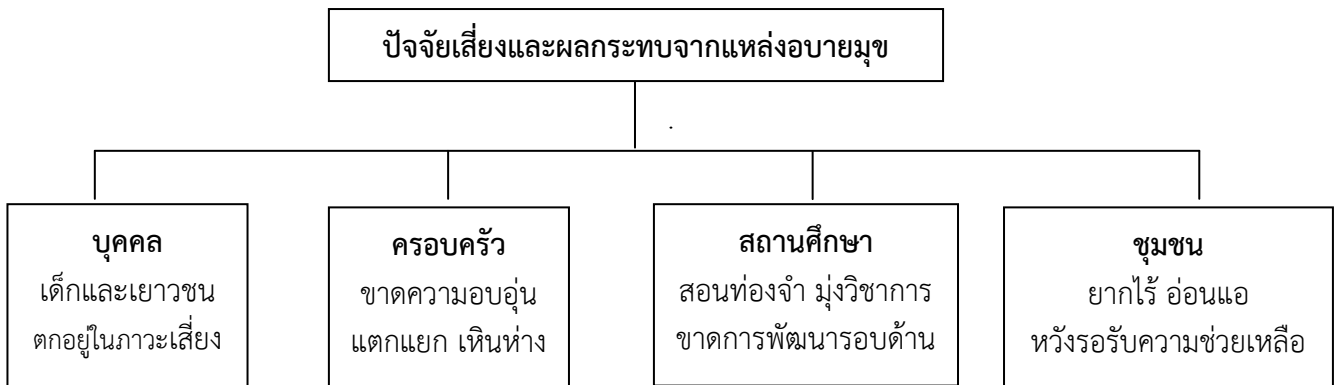 ปัจจัยเสี่ยงและผลกระทบจากแหล่งอบายมุข
บุคคล
เด็กและเยาวชน
ตกอยู่ในภาวะเสี่ยง
ครอบครัว
ขาดความอบอุ่น
แตกแยก เหินห่าง
สถานศึกษา
สอนท่องจำ มุ่งวิชาการ
ขาดการพัฒนารอบด้าน
ชุมชน
ยากไร้ อ่อนแอ
หวังรอรับความช่วยเหลือ